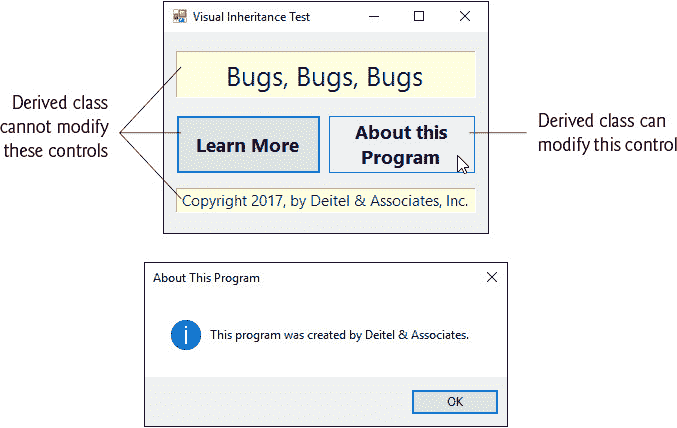 Visual Inheritance Test
Bugs, Bugs, Bugs
Derived class
cannot modify
these controls
Learn More
About this
Program
Derived class can
modify this control
Copyright 2017, by Deitel & Associates, Inc.
About This Program
This program was created by Deitel & Associates.
OK